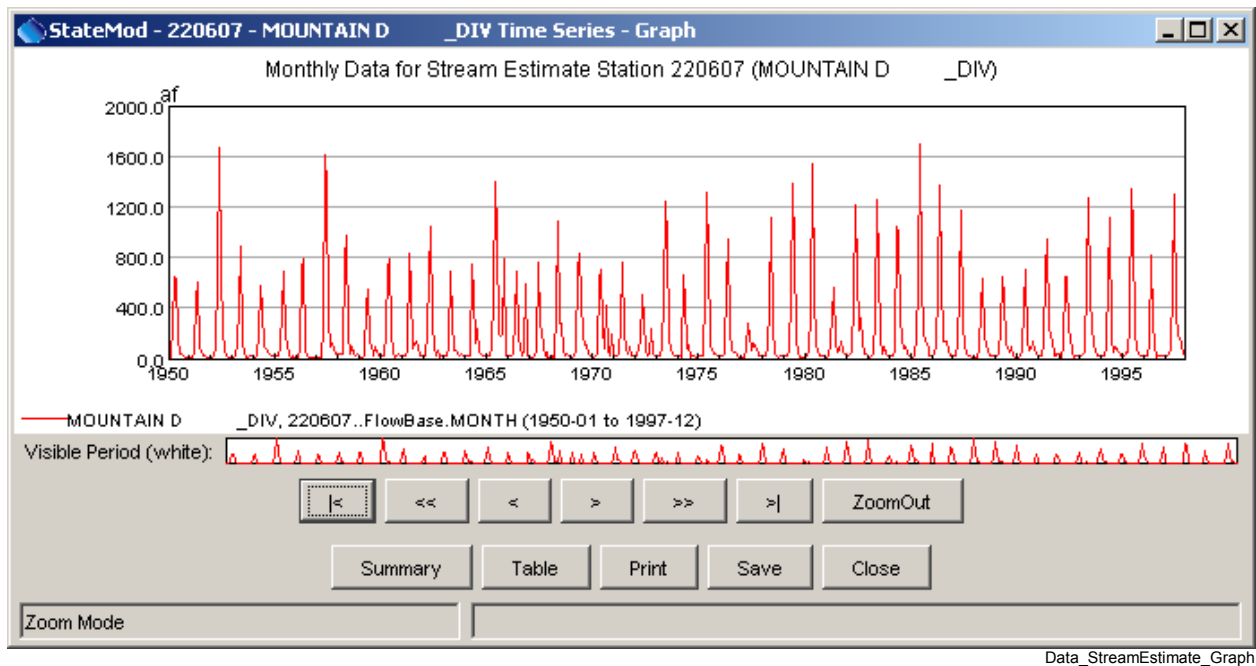 StateMod - 220607 - MOUNTAIN D _DIV Time Series - Graph
Monthly Data for Stream Estimate Station 220607 (MOUNTAIN D _DIV)
af
2000.0
1600.0
1200.0
800.0
400.0
0.0
1950 1955 1960 1965 1970 1975 1980 1985 1990 1995
MOUNTAIN D _DIV, 220607..FlowBase.MONTH (1950-01 to 1997-12)
Visible Period (white):
|< << < > >> >| ZoomOut
Summary Table Print Save Close
Zoom Mode
Data_StreamEstimate_Graph